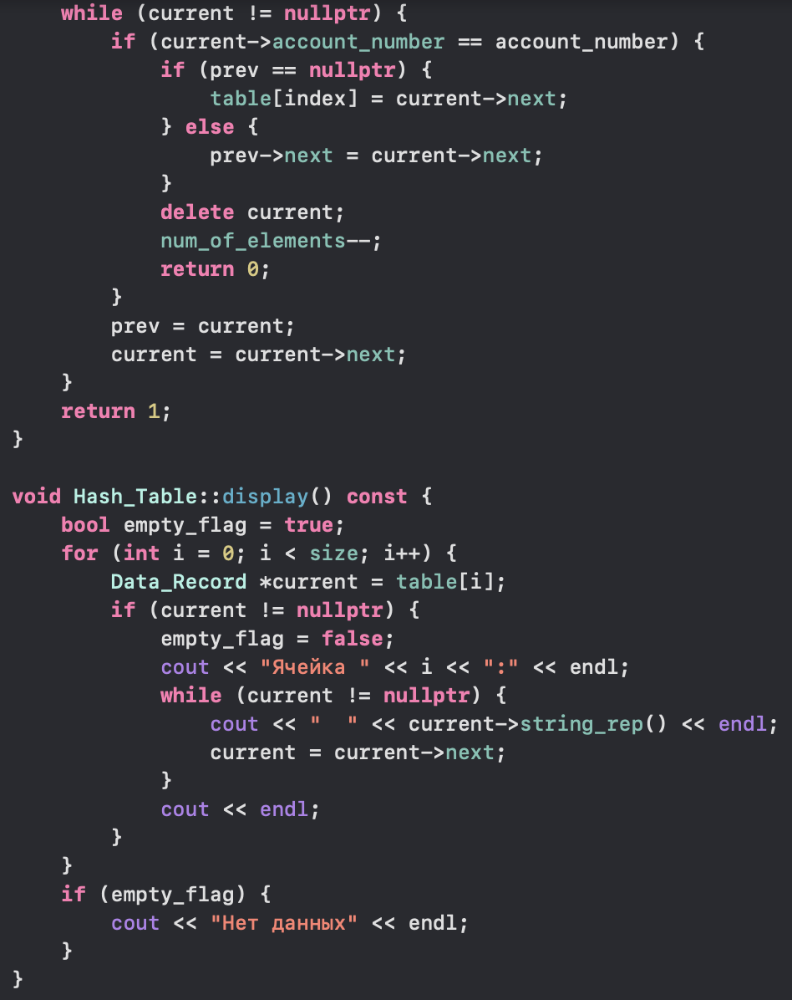 while (current != nullptr) {
        if (current->account_number == account_number) {
            if (prev == nullptr) {
                table[index] = current->next;
            } else {
                prev->next = current->next;
            }
            delete current;
            num_of_elements--;
            return 0;
        }
        prev = current;
        current = current->next;
    }
    return 1;
}

void Hash_Table::display() const {
    bool empty_flag = true;
    for (int i = 0; i < size; i++) {
        Data_Record *current = table[i];
        if (current != nullptr) {
            empty_flag = false;
            cout << "Ячейка " << i << ":" << endl;
            while (current != nullptr) {
                cout << "  " << current->string_rep() << endl;
                current = current->next;
            }
            cout << endl;
        }
    }
    if (empty_flag) {
        cout << "Нет данных" << endl;
    }
}